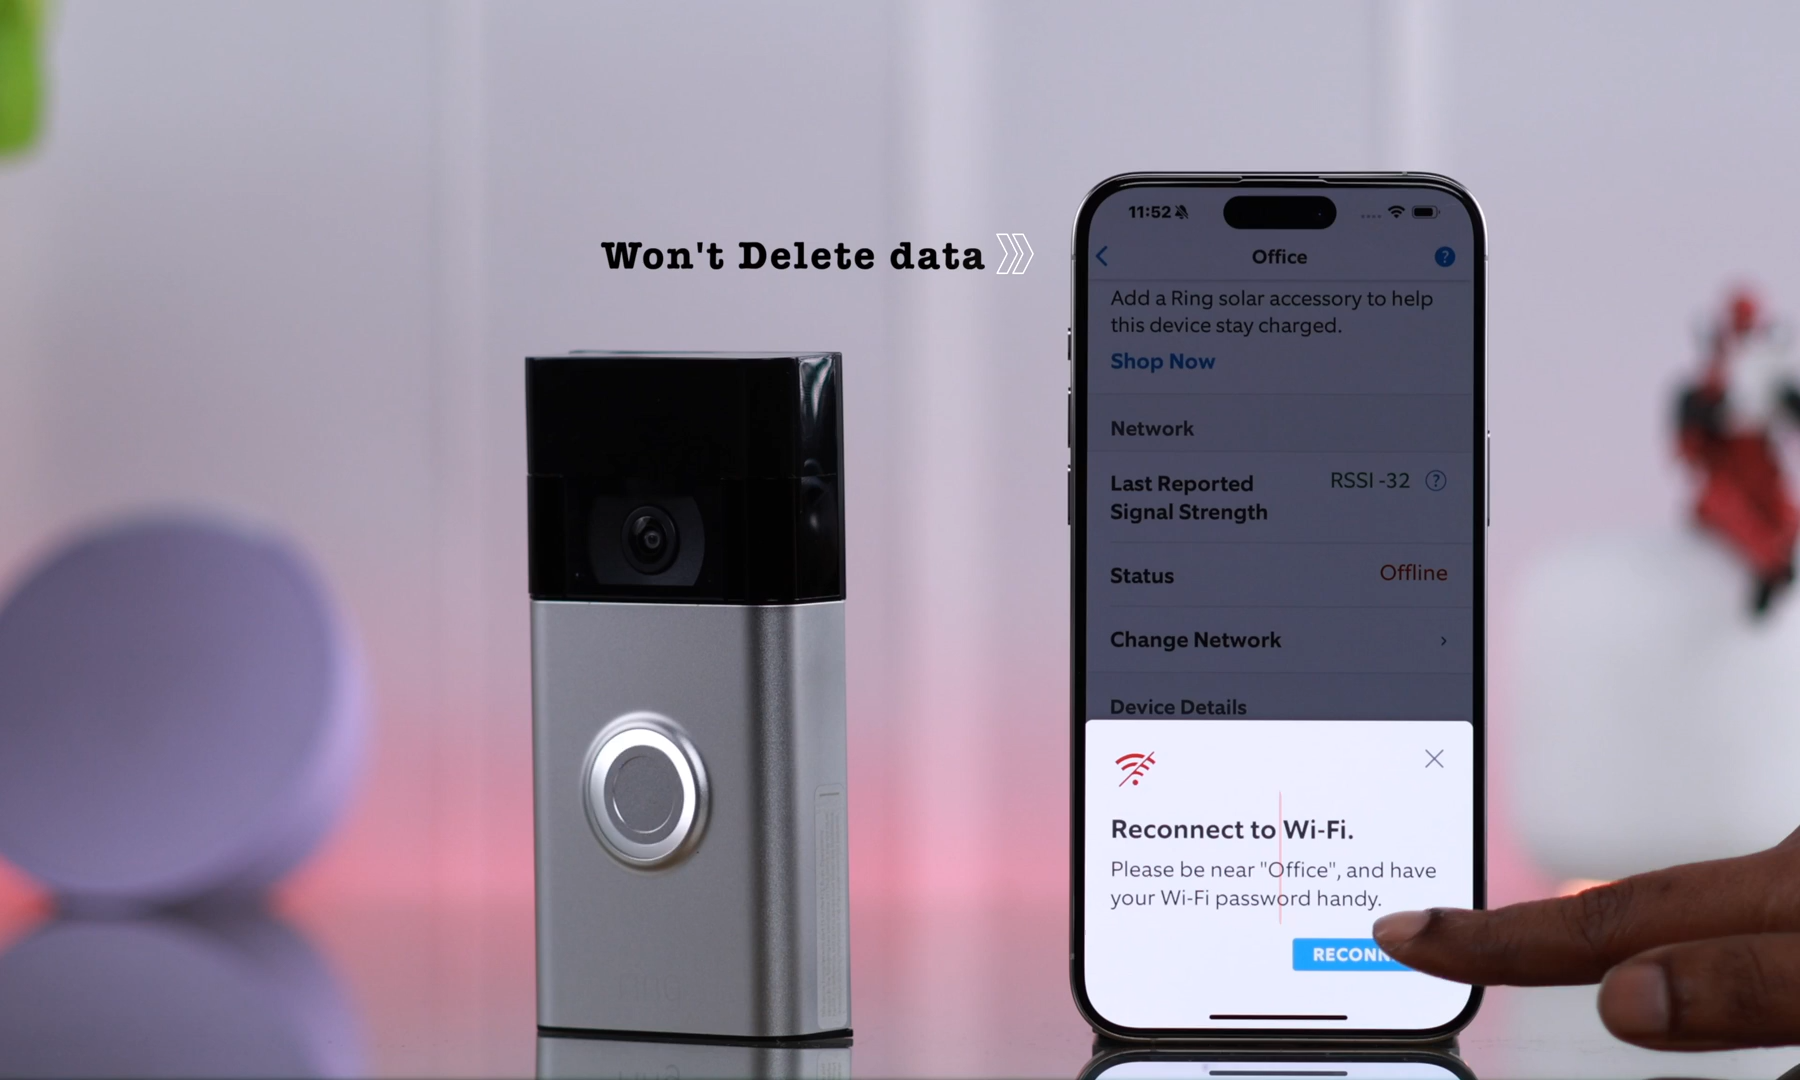 Won't Delete data
11:52
Office
?
Add a Ring solar accessory to help
this device stay charged.
Shop Now
Network
Last Reported
Signal Strength
RSSI -32 ?
Status
Offline
Change Network
Device Details
Reconnect to Wi-Fi.
Please be near "Office", and have
your Wi-Fi password handy.
RECONN
ring